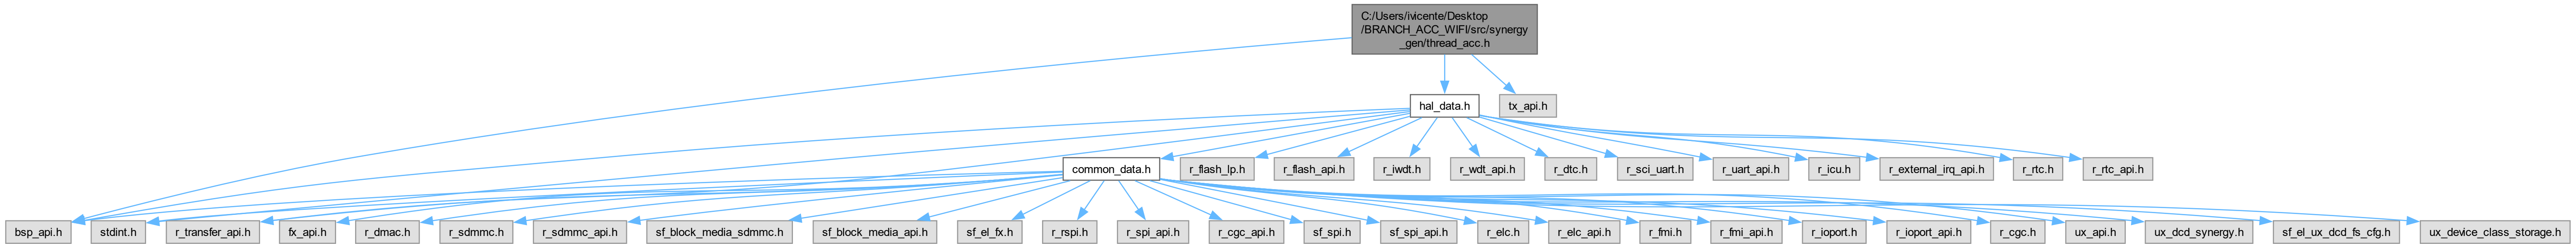 C:/Users/ivicente/Desktop
/BRANCH_ACC_WIFI/src/synergy
_gen/thread_acc.h
hal_data.h
tx_api.h
common_data.h
r_flash_lp.h
r_flash_api.h
r_iwdt.h
r_wdt_api.h
r_dtc.h
r_sci_uart.h
r_uart_api.h
r_icu.h
r_external_irq_api.h
r_rtc.h
r_rtc_api.h
bsp_api.h
stdint.h
r_transfer_api.h
fx_api.h
r_dmac.h
r_sdmmc.h
r_sdmmc_api.h
sf_block_media_sdmmc.h
sf_block_media_api.h
sf_el_fx.h
r_rspi.h
r_spi_api.h
r_cgc_api.h
sf_spi.h
sf_spi_api.h
r_elc.h
r_elc_api.h
r_fmi.h
r_fmi_api.h
r_ioport.h
r_ioport_api.h
r_cgc.h
ux_api.h
ux_dcd_synergy.h
sf_el_ux_dcd_fs_cfg.h
ux_device_class_storage.h